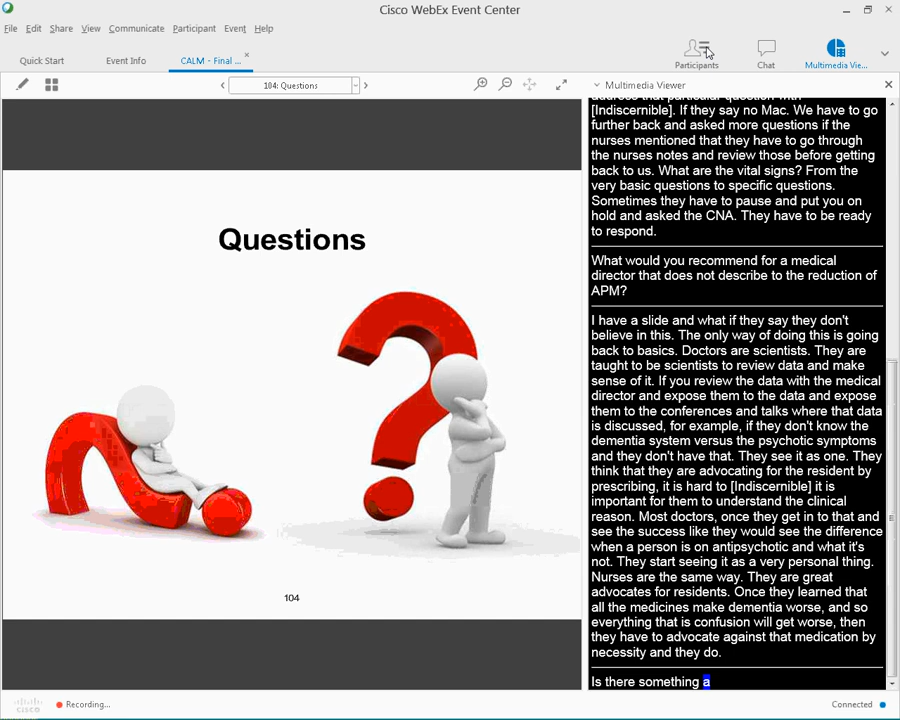 Cisco WebEx Event Center
File Edit Share View Communicate Participant Event Help
Quick Start Event Info CALM - Final ...
Participants Chat Multimedia Vie...
104: Questions
Multimedia Viewer
Questions
104
address that particular question with
[Indiscernible]. If they say no Mac. We have to go
further back and asked more questions if the
nurses mentioned that they have to go through
the nurses notes and review those before getting
back to us. What are the vital signs? From the
very basic questions to specific questions.
Sometimes they have to pause and put you on
hold and asked the CNA. They have to be ready
to respond.
What would you recommend for a medical
director that does not describe to the reduction of
APM?
I have a slide and what if they say they don't
believe in this. The only way of doing this is going
back to basics. Doctors are scientists. They are
taught to be scientists to review data and make
sense of it. If you review the data with the medical
director and expose them to the data and expose
them to the conferences and talks where that data
is discussed, for example, if they don't know the
dementia system versus the psychotic symptoms
and they don't have that. They see it as one. They
think that they are advocating for the resident by
prescribing, it is hard to [Indiscernible] it is
important for them to understand the clinical
reason. Most doctors, once they get in to that and
see the success like they would see the difference
when a person is on antipsychotic and what it's
not. They start seeing it as a very personal thing.
Nurses are the same way. They are great
advocates for residents. Once they learned that
all the medicines make dementia worse, and so
everything that is confusion will get worse, then
they have to advocate against that medication by
necessity and they do.
Is there something a
cisco Recording... Connected